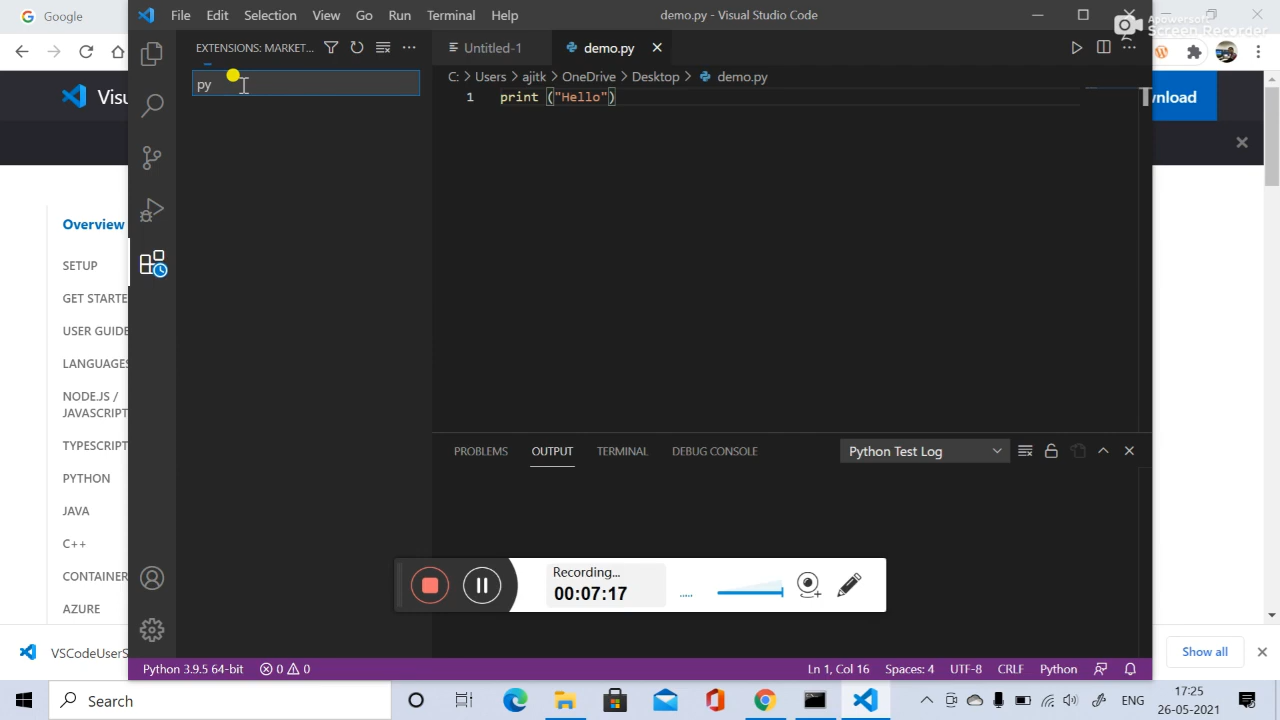 Google
File Edit Selection View Go Run Terminal Help
demo.py - Visual Studio Code
Apowersoft
Screen Recorder
EXTENSIONS: MARKET...
Untitled-1
demo.py
py
Users > ajitk > OneDrive > Desktop > demo.py
1 print ("Hello")
Overview
SETUP
GET STARTE
USER GUIDE
LANGUAGES
NODE.JS /
JAVASCRIPT
TYPESCRIPT
PYTHON
JAVA
C++
CONTAINER
AZURE
PROBLEMS OUTPUT TERMINAL DEBUG CONSOLE
Python Test Log
Recording...
00:07:17
VSCodeUserS
Show all
Python 3.9.5 64-bit
0 0
Ln 1, Col 16 Spaces: 4 UTF-8 CRLF Python
Search
ENG
17:25
26-05-2021